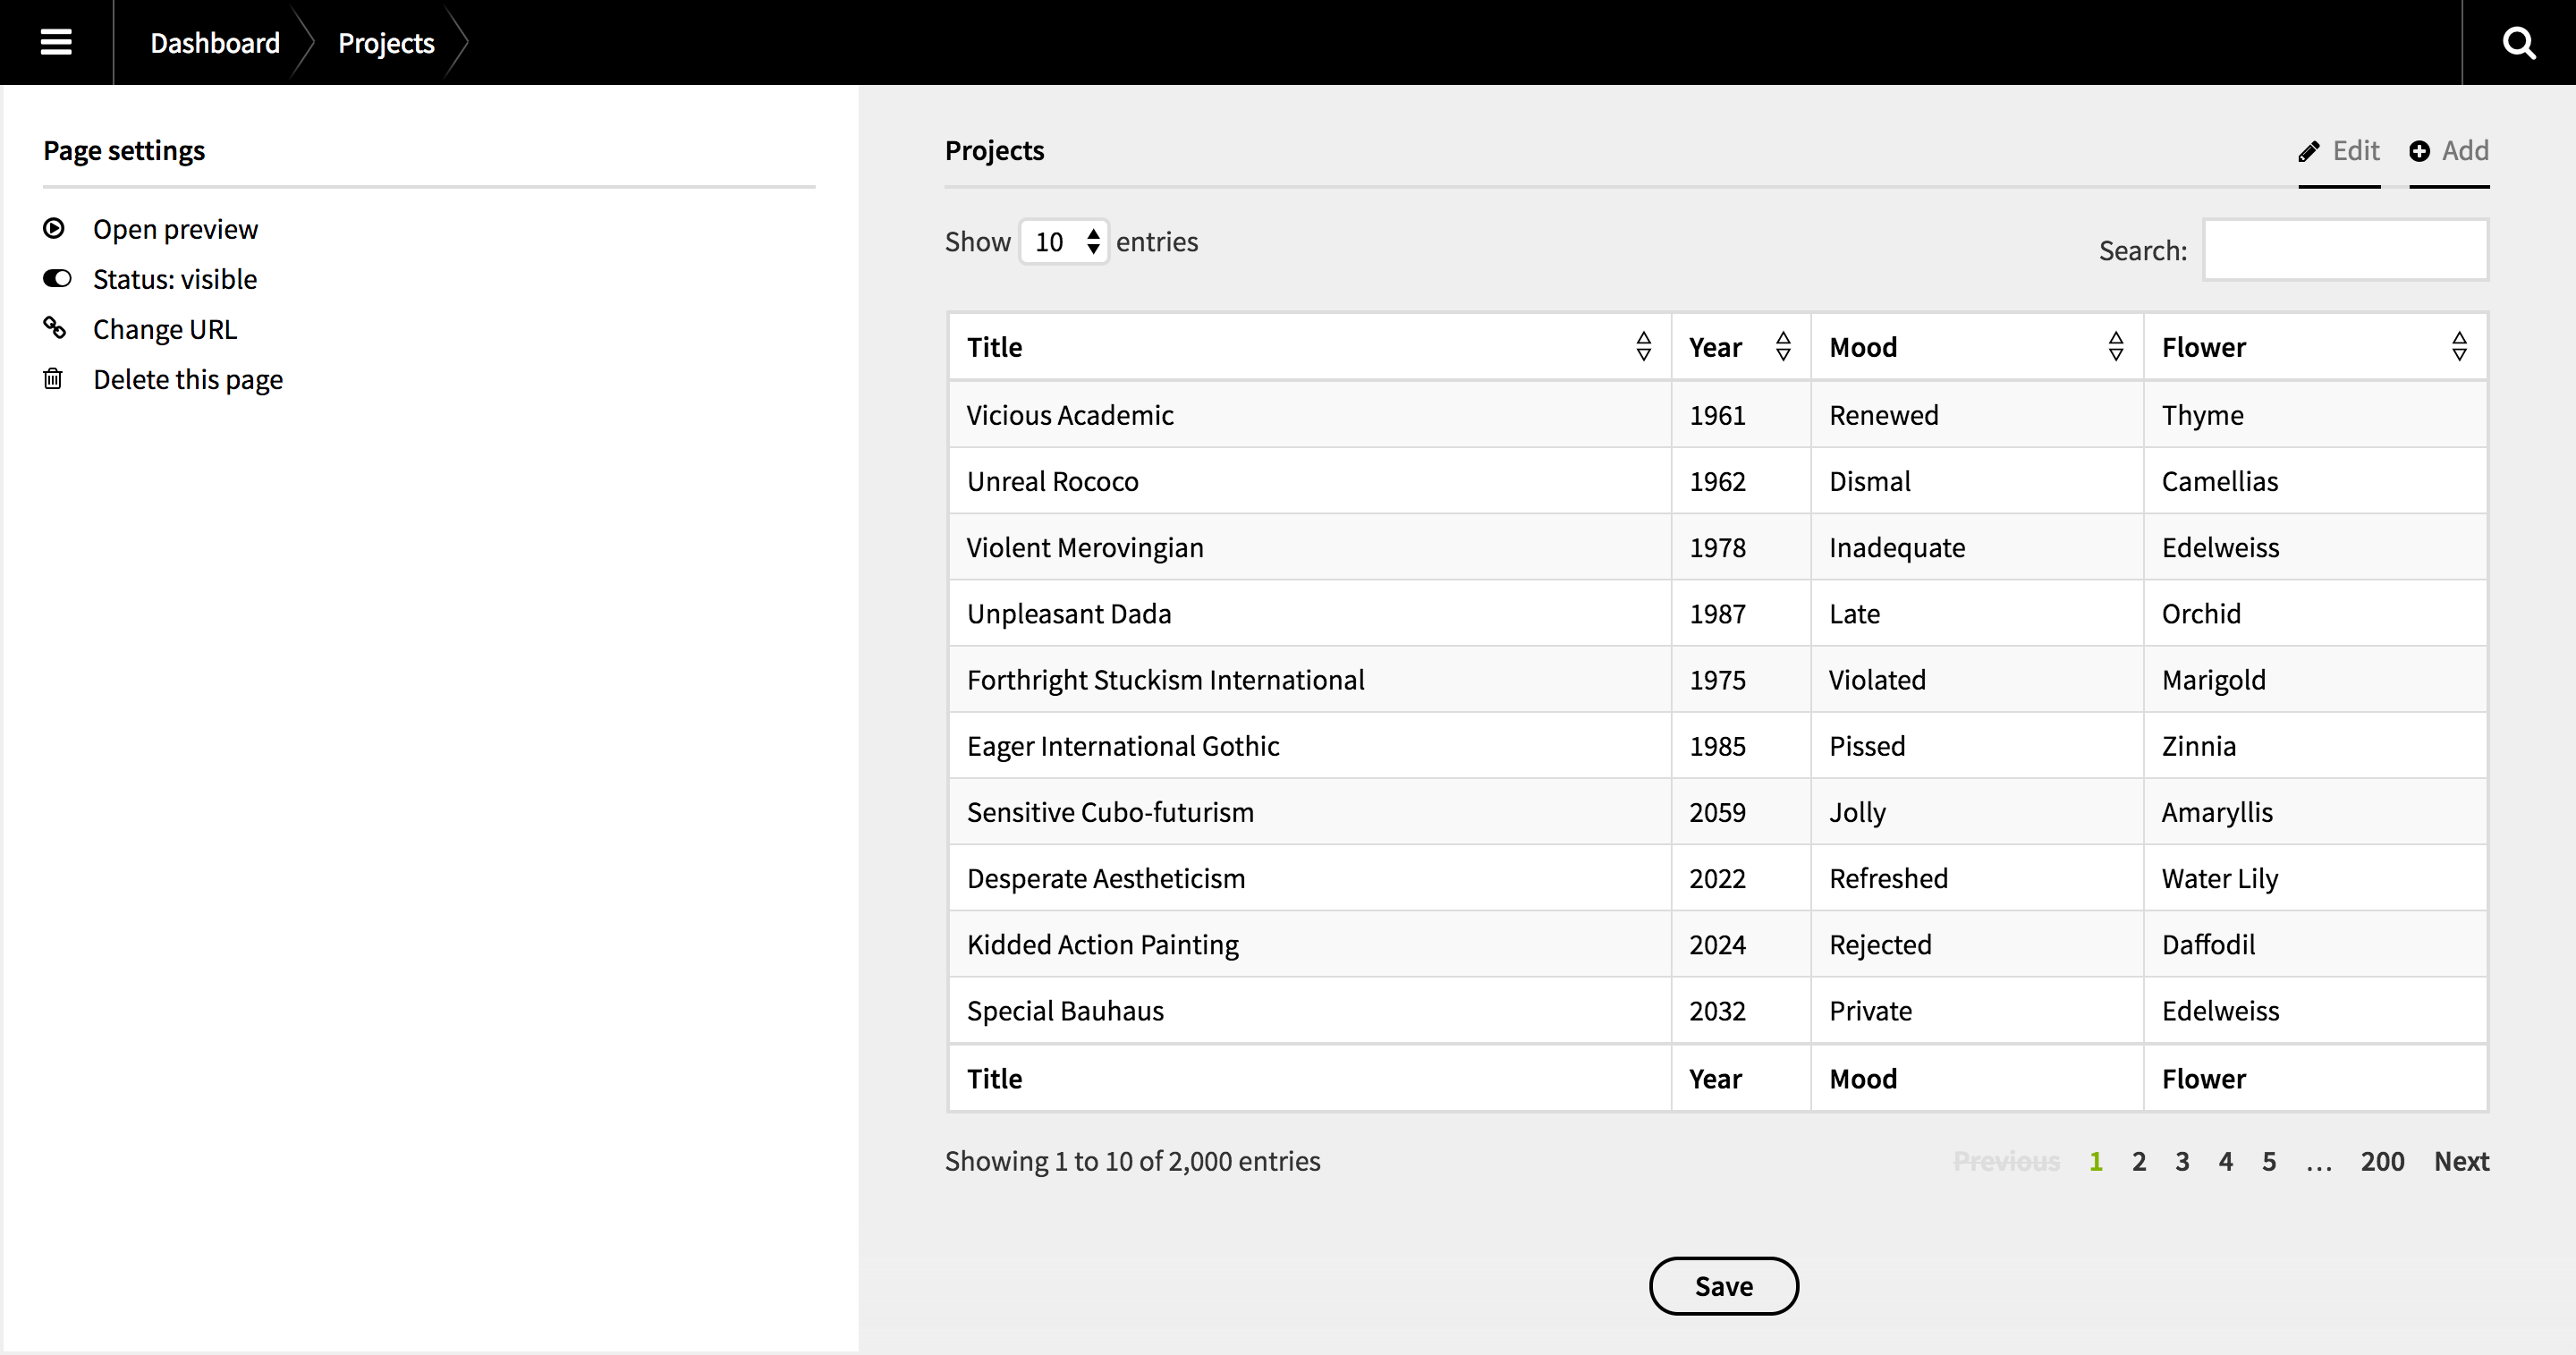 Dashboard Projects
Page settings
Open preview
Status: visible
Change URL
Delete this page
Projects Edit Add
Show 10 entries Search:
Title Year Mood Flower
Vicious Academic 1961 Renewed Thyme
Unreal Rococo 1962 Dismal Camellias
Violent Merovingian 1978 Inadequate Edelweiss
Unpleasant Dada 1987 Late Orchid
Forthright Stuckism International 1975 Violated Marigold
Eager International Gothic 1985 Pissed Zinnia
Sensitive Cubo-futurism 2059 Jolly Amaryllis
Desperate Aestheticism 2022 Refreshed Water Lily
Kidded Action Painting 2024 Rejected Daffodil
Special Bauhaus 2032 Private Edelweiss
Title Year Mood Flower
Showing 1 to 10 of 2,000 entries Previous 1 2 3 4 5 … 200 Next
Save